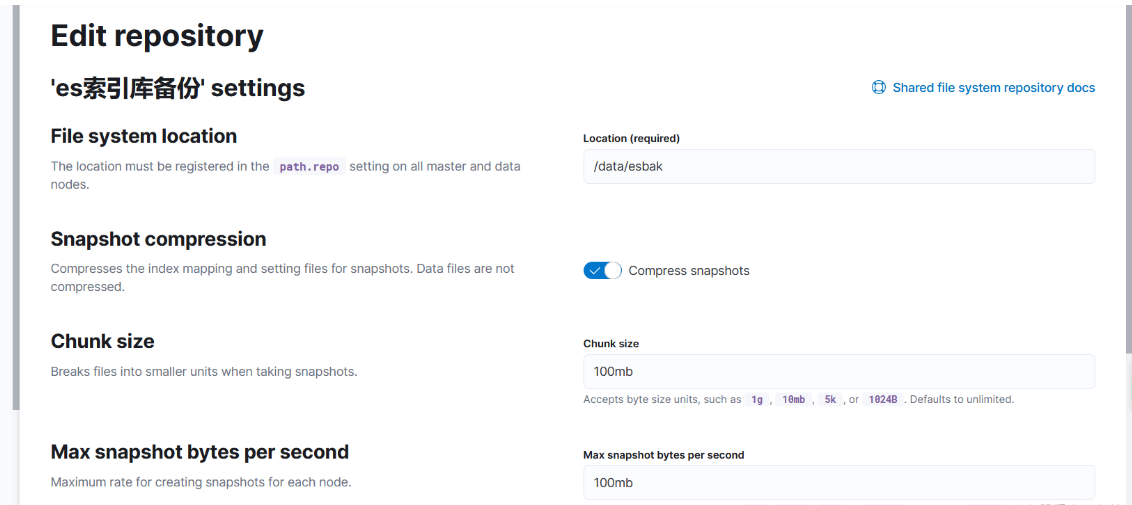 Edit repository
'es索引库备份' settings
Shared file system repository docs
File system location
The location must be registered in the path.repo setting on all master and data
nodes.
Location (required)
/data/esbak
Snapshot compression
Compresses the index mapping and setting files for snapshots. Data files are not
compressed.
Compress snapshots
Chunk size
Breaks files into smaller units when taking snapshots.
Chunk size
100mb
Accepts byte size units, such as 1g , 10mb , 5k , or 1024B . Defaults to unlimited.
Max snapshot bytes per second
Maximum rate for creating snapshots for each node.
Max snapshot bytes per second
100mb